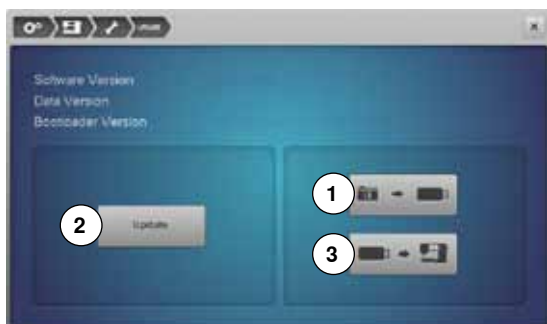 Software Version
Data Version
Bootloader Version
1
2
Update
3